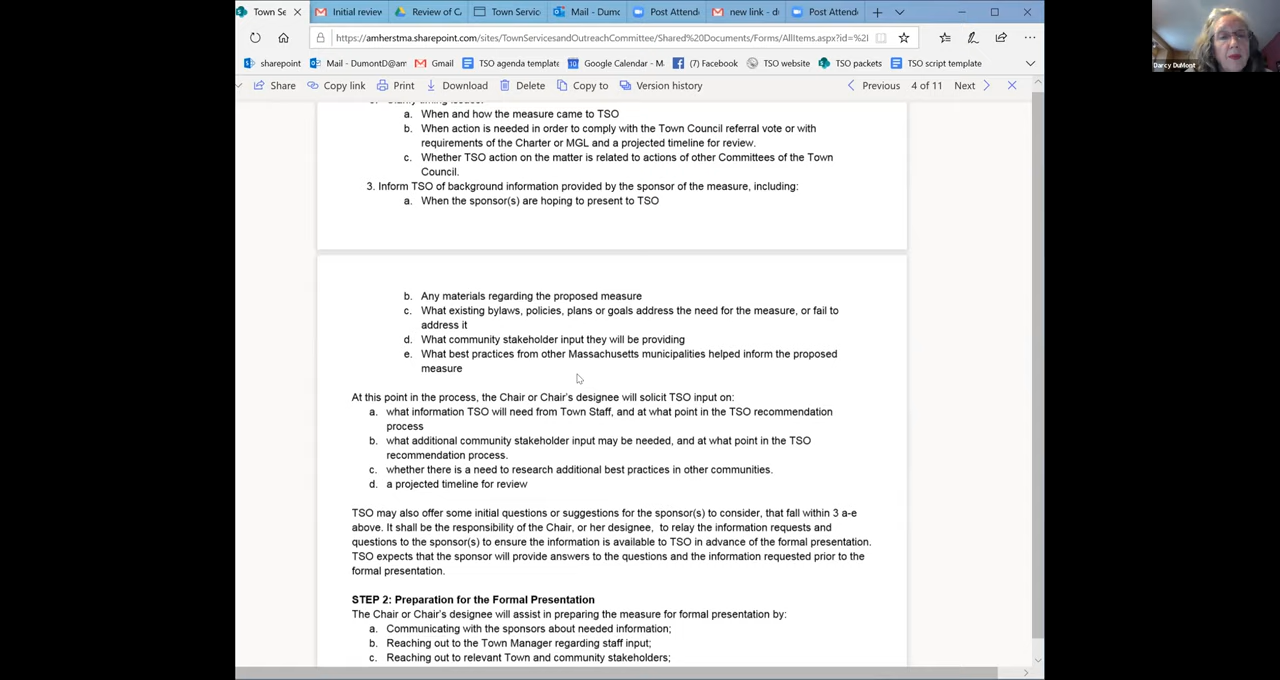 Town Se
Initial review
Review of C
Town Servic
Mail - Dumo
Post Attend
new link - d
Post Attend
https://amherstma.sharepoint.com/sites/TownServicesandOutreachCommittee/Shared%20Documents/Forms/AllItems.aspx?id=%2
sharepoint
Mail - DumontD@am
Gmail
TSO agenda template
Google Calendar - M
(7) Facebook
TSO website
TSO packets
TSO script template
Share
Copy link
Print
Download
Delete
Copy to
Version history
Previous
4 of 11
Next
Darcy DuMont
a. When and how the measure came to TSO
b. When action is needed in order to comply with the Town Council referral vote or with
requirements of the Charter or MGL and a projected timeline for review.
c. Whether TSO action on the matter is related to actions of other Committees of the Town
Council.
3. Inform TSO of background information provided by the sponsor of the measure, including:
a. When the sponsor(s) are hoping to present to TSO
b. Any materials regarding the proposed measure
c. What existing bylaws, policies, plans or goals address the need for the measure, or fail to
address it
d. What community stakeholder input they will be providing
e. What best practices from other Massachusetts municipalities helped inform the proposed
measure
At this point in the process, the Chair or Chair's designee will solicit TSO input on:
a. what information TSO will need from Town Staff, and at what point in the TSO recommendation
process
b. what additional community stakeholder input may be needed, and at what point in the TSO
recommendation process.
c. whether there is a need to research additional best practices in other communities.
d. a projected timeline for review
TSO may also offer some initial questions or suggestions for the sponsor(s) to consider, that fall within 3 a-e
above. It shall be the responsibility of the Chair, or her designee, to relay the information requests and
questions to the sponsor(s) to ensure the information is available to TSO in advance of the formal presentation.
TSO expects that the sponsor will provide answers to the questions and the information requested prior to the
formal presentation.
STEP 2: Preparation for the Formal Presentation
The Chair or Chair's designee will assist in preparing the measure for formal presentation by:
a. Communicating with the sponsors about needed information;
b. Reaching out to the Town Manager regarding staff input;
c. Reaching out to relevant Town and community stakeholders;